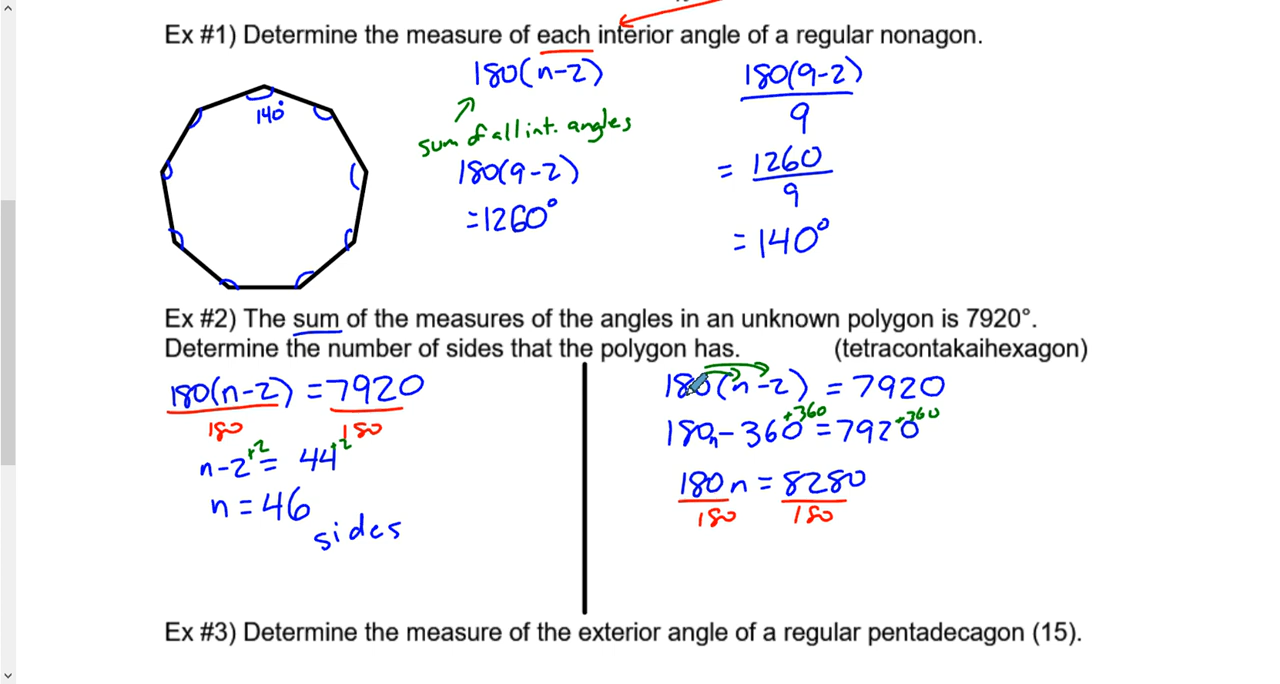 Ex #1) Determine the measure of each interior angle of a regular nonagon.
140°
180(n-2)
sum of all int. angles
180(9-2)
=1260°
180(9-2)
9
= 1260
9
= 140°
Ex #2) The sum of the measures of the angles in an unknown polygon is 7920°.
Determine the number of sides that the polygon has. (tetracontakaihexagon)
180(n-2) = 7920
180 180
n-2+2 = 44+2
n = 46
sides
180(n-2) = 7920
180n - 360+360 = 7920+360
180n = 8280
180 180
Ex #3) Determine the measure of the exterior angle of a regular pentadecagon (15).